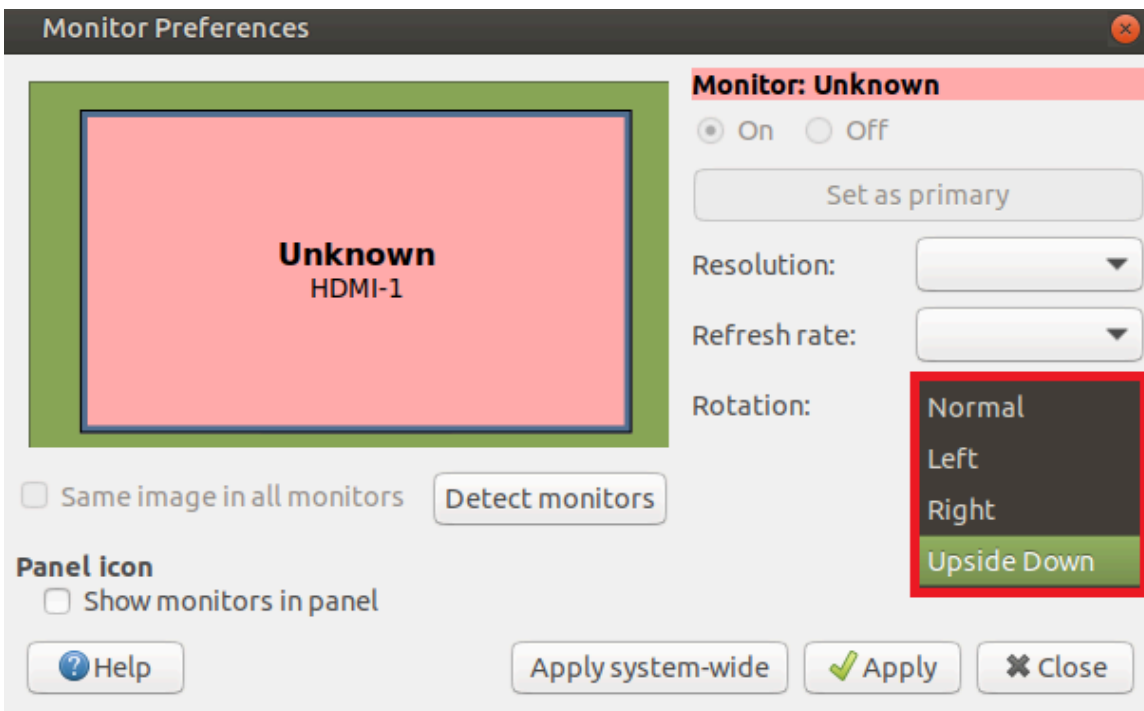 Monitor Preferences
Monitor: Unknown
On Off
Set as primary
Unknown
HDMI-1
Resolution:
Refresh rate:
Rotation:
Normal
Left
Right
Upside Down
Same image in all monitors
Detect monitors
Panel icon
Show monitors in panel
Help
Apply system-wide
Apply
Close